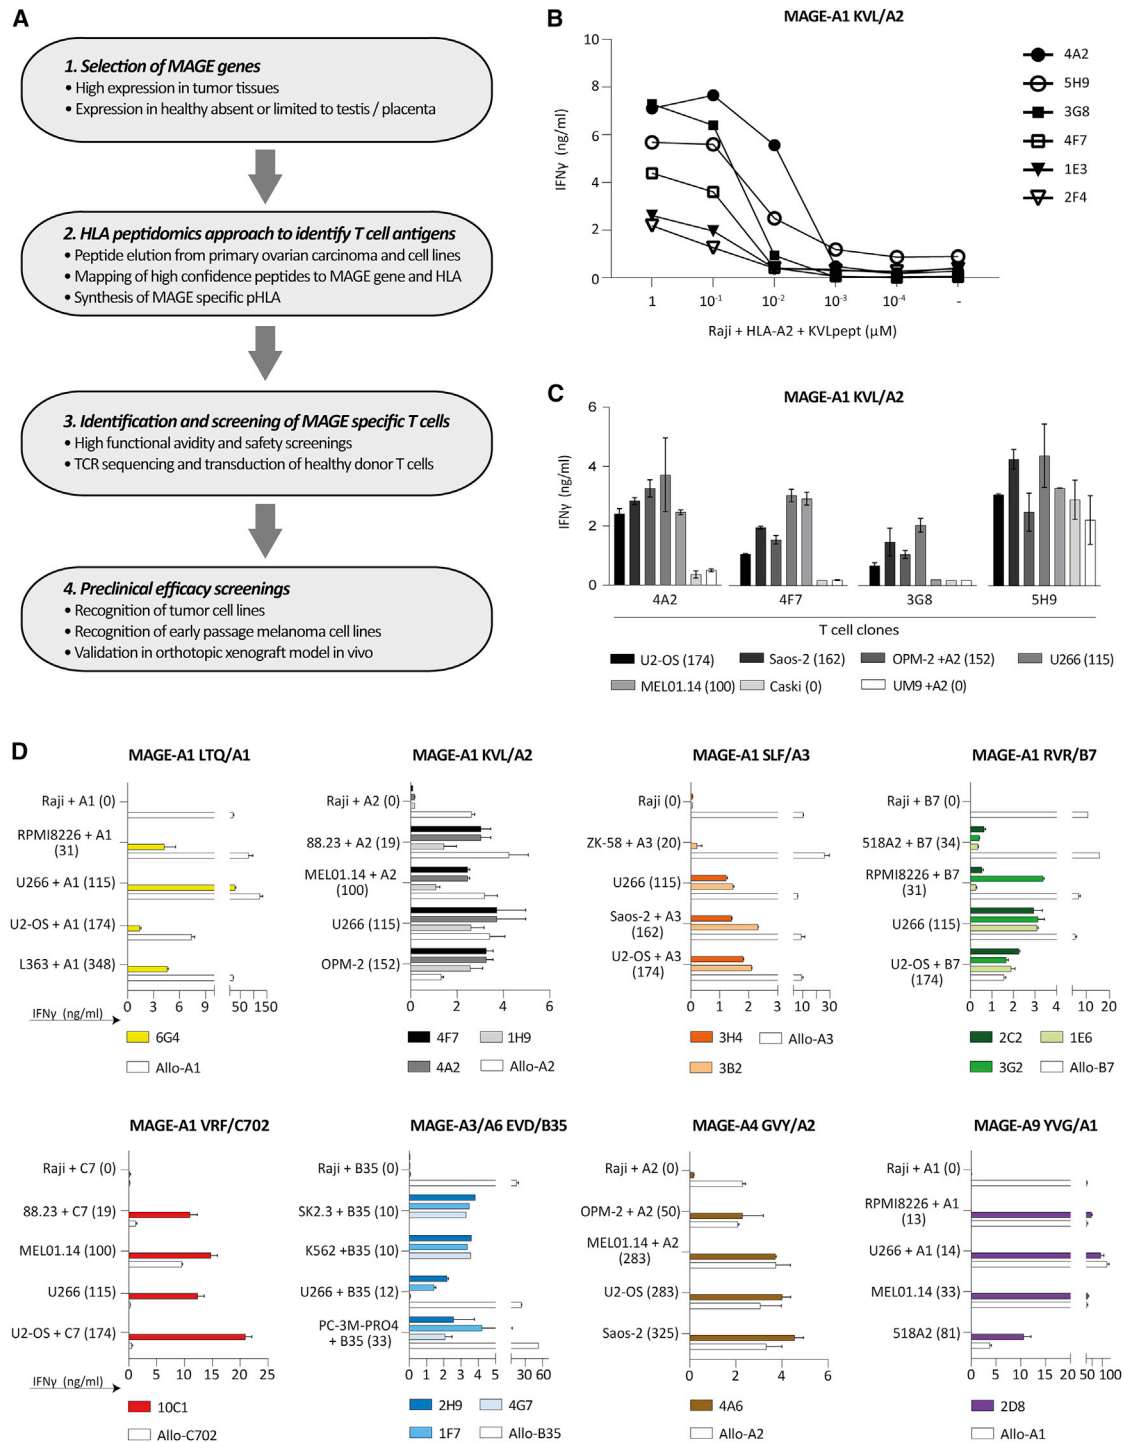 A
1. Selection of MAGE genes
• High expression in tumor tissues
• Expression in healthy absent or limited to testis / placenta
2. HLA peptidomics approach to identify T cell antigens
• Peptide elution from primary ovarian carcinoma and cell lines
• Mapping of high confidence peptides to MAGE gene and HLA
• Synthesis of MAGE specific pHLA
3. Identification and screening of MAGE specific T cells
• High functional avidity and safety screenings
• TCR sequencing and transduction of healthy donor T cells
4. Preclinical efficacy screenings
• Recognition of tumor cell lines
• Recognition of early passage melanoma cell lines
• Validation in orthotopic xenograft model in vivo
B
MAGE-A1 KVL/A2
IFNγ (ng/ml)
10
8
6
4
2
0
1 10⁻¹ 10⁻² 10⁻³ 10⁻⁴ -
Raji + HLA-A2 + KVLpept (µM)
4A2
5H9
3G8
4F7
1E3
2F4
C
MAGE-A1 KVL/A2
IFNγ (ng/ml)
6
4
2
0
4A2 4F7 3G8 5H9
T cell clones
U2-OS (174) Saos-2 (162) OPM-2 +A2 (152) U266 (115)
MEL01.14 (100) Caski (0) UM9 +A2 (0)
D
MAGE-A1 LTQ/A1
Raji + A1 (0)
RPMI8226 + A1
(31)
U266 + A1 (115)
U2-OS + A1 (174)
L363 + A1 (348)
0 3 6 9 50 150
IFNγ (ng/ml)
6G4
Allo-A1
MAGE-A1 KVL/A2
Raji + A2 (0)
88.23 + A2 (19)
MEL01.14 + A2
(100)
U266 (115)
OPM-2 (152)
0 2 4 6
4F7 1H9
4A2 Allo-A2
MAGE-A1 SLF/A3
Raji (0)
ZK-58 + A3 (20)
U266 (115)
Saos-2 + A3
(162)
U2-OS + A3
(174)
0 1 2 3 10 30
3H4 Allo-A3
3B2
MAGE-A1 RVR/B7
Raji + B7 (0)
518A2 + B7 (34)
RPMI8226 + B7
(31)
U266 (115)
U2-OS + B7
(174)
0 1 2 3 4 10 20
2C2 1E6
3G2 Allo-B7
MAGE-A1 VRF/C702
Raji + C7 (0)
88.23 + C7 (19)
MEL01.14 (100)
U266 (115)
U2-OS + C7 (174)
0 5 10 15 20 25
IFNγ (ng/ml)
10C1
Allo-C702
MAGE-A3/A6 EVD/B35
Raji + B35 (0)
SK2.3 + B35 (10)
K562 +B35 (10)
U266 + B35 (12)
PC-3M-PRO4
+ B35 (33)
0 1 2 3 4 5 30 60
2H9 4G7
1F7 Allo-B35
MAGE-A4 GVY/A2
Raji + A2 (0)
OPM-2 + A2 (50)
MEL01.14 + A2
(283)
U2-OS (283)
Saos-2 (325)
0 2 4 6
4A6
Allo-A2
MAGE-A9 YVG/A1
Raji + A1 (0)
RPMI8226 + A1
(13)
U266 + A1 (14)
MEL01.14 (33)
518A2 (81)
0 5 10 15 20 50 100
2D8
Allo-A1